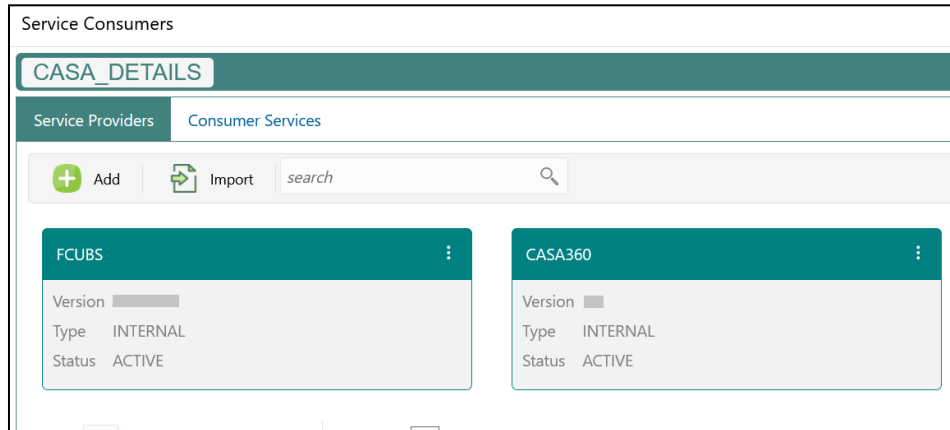 Service Consumers
CASA_DETAILS
Service Providers Consumer Services
Add Import search
FCUBS CASA360
Version Version
Type INTERNAL Type INTERNAL
Status ACTIVE Status ACTIVE